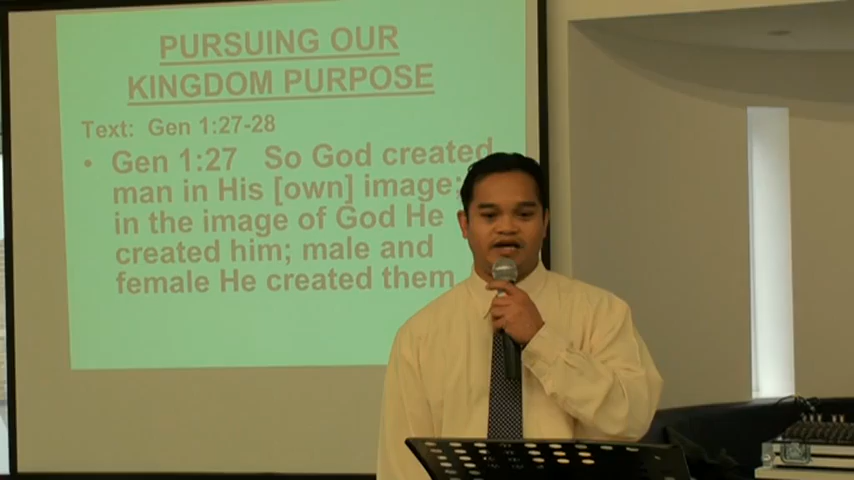 PURSUING OUR
KINGDOM PURPOSE
Text: Gen 1:27-28
• Gen 1:27 So God created
man in His [own] image;
in the image of God He
created him; male and
female He created them